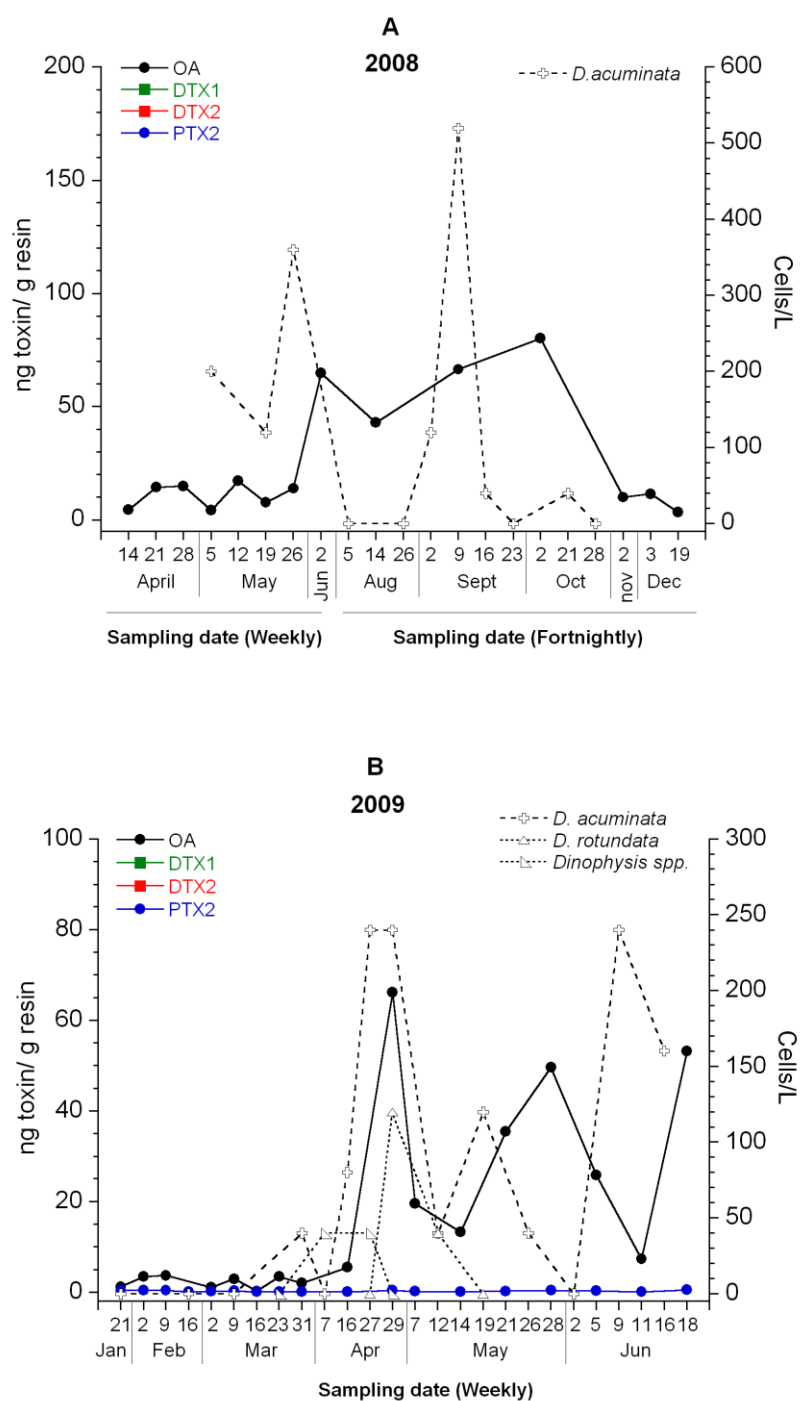 A
2008
OA
DTX1
DTX2
PTX2
D.acuminata
200
150
100
50
0
ng toxin/ g resin
600
500
400
300
200
100
0
Cells/L
14 21 28 5 12 19 26 2 5 14 26 2 9 16 23 2 21 28 2 3 19
April May Jun Aug Sept Oct nov Dec
Sampling date (Weekly) Sampling date (Fortnightly)
B
2009
OA
DTX1
DTX2
PTX2
D. acuminata
D. rotundata
Dinophysis spp.
100
80
60
40
20
0
ng toxin/ g resin
300
250
200
150
100
50
0
Cells/L
21 2 9 16 2 9 16 23 31 7 16 27 29 7 12 14 19 21 26 28 2 5 9 11 16 18
Jan Feb Mar Apr May Jun
Sampling date (Weekly)